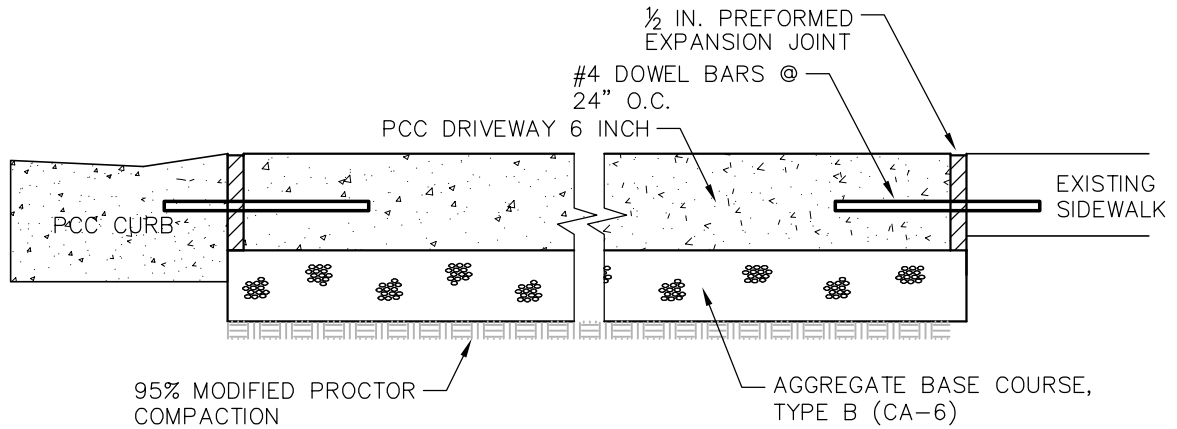 ½ IN. PREFORMED
EXPANSION JOINT
#4 DOWEL BARS @
24" O.C.
PCC DRIVEWAY 6 INCH
PCC CURB
EXISTING
SIDEWALK
95% MODIFIED PROCTOR
COMPACTION
AGGREGATE BASE COURSE,
TYPE B (CA-6)